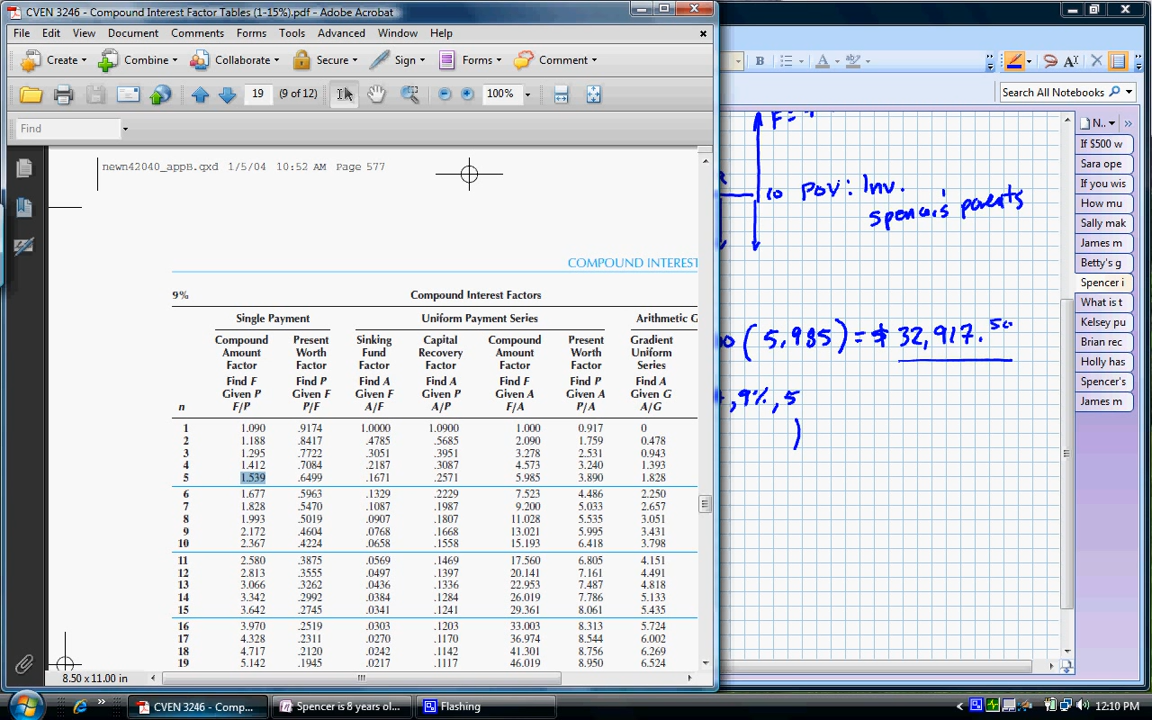 CVEN 3246 - Compound Interest Factor Tables (1-15%).pdf - Adobe Acrobat
File Edit View Document Comments Forms Tools Advanced Window Help
Create Combine Collaborate Secure Sign Forms Comment
19 (9 of 12) 100%
Find
newn42040_appB.qxd 1/5/04 10:52 AM Page 577
COMPOUND INTEREST
9% Compound Interest Factors
Single Payment Uniform Payment Series Arithmetic G
Compound Present Sinking Capital Compound Present Gradient
Amount Worth Fund Recovery Amount Worth Uniform
Factor Factor Factor Factor Factor Factor Series
Find F Find P Find A Find A Find F Find P Find A
Given P Given F Given F Given P Given A Given A Given G
n F/P P/F A/F A/P F/A P/A A/G
1 1.090 .9174 1.0000 1.0900 1.000 0.917 0
2 1.188 .8417 .4785 .5685 2.090 1.759 0.478
3 1.295 .7722 .3051 .3951 3.278 2.531 0.943
4 1.412 .7084 .2187 .3087 4.573 3.240 1.393
5 1.539 .6499 .1671 .2571 5.985 3.890 1.828
6 1.677 .5963 .1329 .2229 7.523 4.486 2.250
7 1.828 .5470 .1087 .1987 9.200 5.033 2.657
8 1.993 .5019 .0907 .1807 11.028 5.535 3.051
9 2.172 .4604 .0768 .1668 13.021 5.995 3.431
10 2.367 .4224 .0658 .1558 15.193 6.418 3.798
11 2.580 .3875 .0569 .1469 17.560 6.805 4.151
12 2.813 .3555 .0497 .1397 20.141 7.161 4.491
13 3.066 .3262 .0436 .1336 22.953 7.487 4.818
14 3.342 .2992 .0384 .1284 26.019 7.786 5.133
15 3.642 .2745 .0341 .1241 29.361 8.061 5.435
16 3.970 .2519 .0303 .1203 33.003 8.313 5.724
17 4.328 .2311 .0270 .1170 36.974 8.544 6.002
18 4.717 .2120 .0242 .1142 41.301 8.756 6.269
19 5.142 .1945 .0217 .1117 46.019 8.950 6.524
8.50 x 11.00 in
Search All Notebooks
N..
If $500 w
Sara ope
If you wis
How mu
Sally mak
James m
Betty's g
Spencer i
What is t
Kelsey pu
Brian rec
Holly has
Spencer's
James m
F = ?
10 POV: Inv.
Spencer's parents
0 (5.985) = $ 32,917.50
, 9%, 5
)
CVEN 3246 - Comp... Spencer is 8 years ol... Flashing 12:10 PM